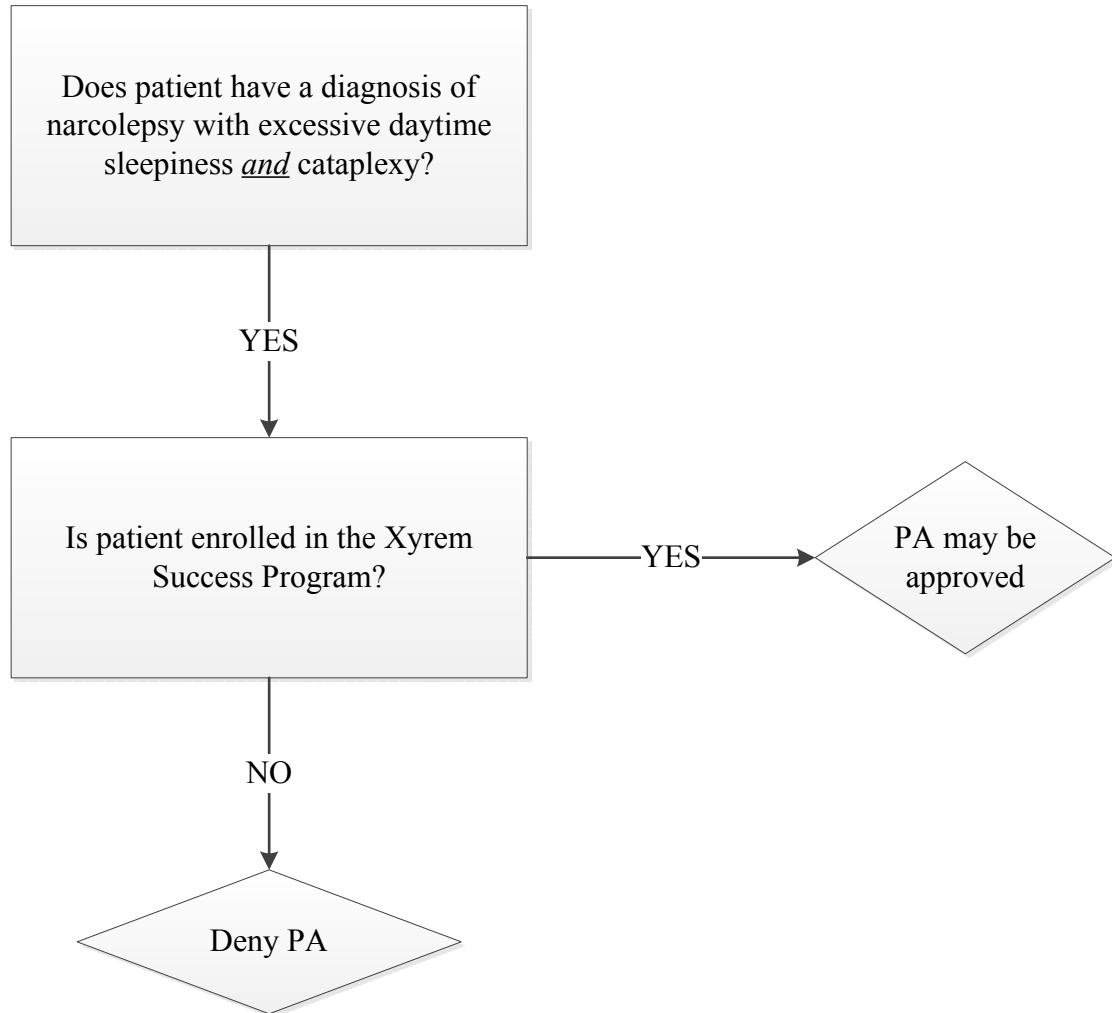 Does patient have a diagnosis of
narcolepsy with excessive daytime
sleepiness and cataplexy?
YES
Is patient enrolled in the Xyrem
Success Program?
YES
PA may be
approved
NO
Deny PA